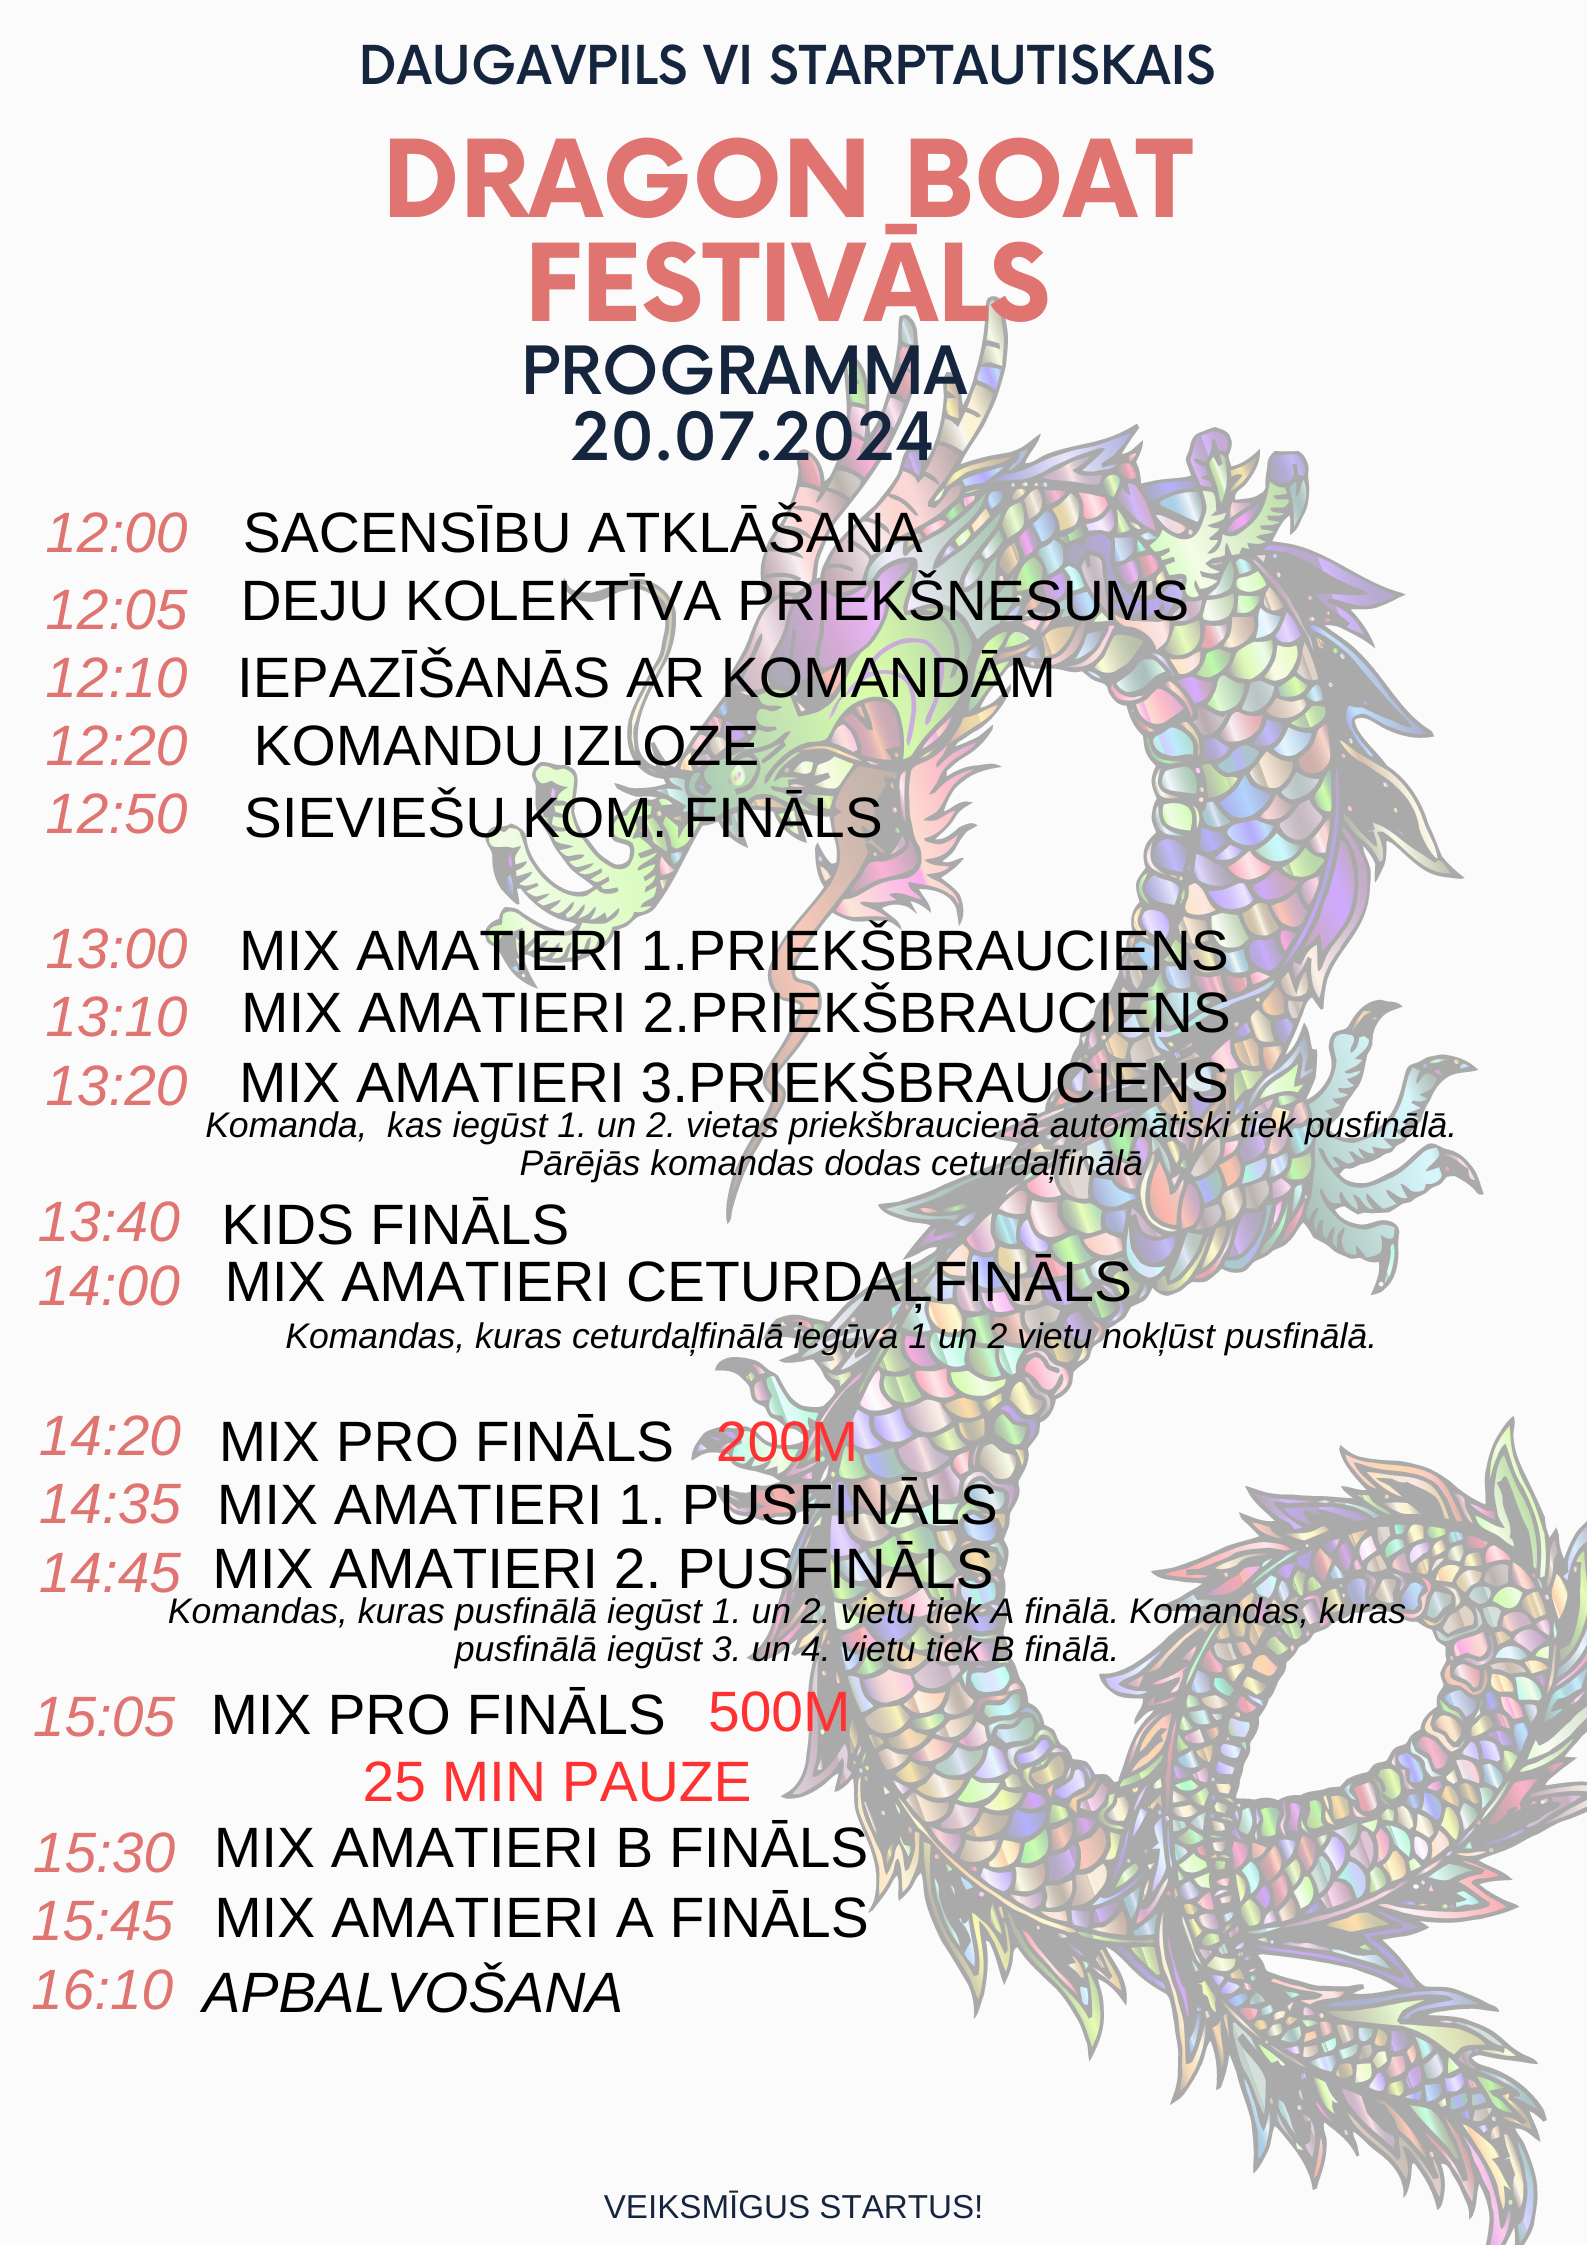 DAUGAVPILS VI STARPTAUTISKAIS
DRAGON BOAT
FESTIVĀLS
PROGRAMMA
20.07.2024
12:00 SACENSĪBU ATKLĀŠANA
12:05 DEJU KOLEKTĪVA PRIEKŠNESUMS
12:10 IEPAZĪŠANĀS AR KOMANDĀM
12:20 KOMANDU IZLOZE
12:50 SIEVIEŠU KOM. FINĀLS
13:00 MIX AMATIERI 1.PRIEKŠBRAUCIENS
13:10 MIX AMATIERI 2.PRIEKŠBRAUCIENS
13:20 MIX AMATIERI 3.PRIEKŠBRAUCIENS
Komanda, kas iegūst 1. un 2. vietas priekšbraucienā automātiski tiek pusfinālā.
Pārējās komandas dodas ceturdaļfinālā
13:40 KIDS FINĀLS
14:00 MIX AMATIERI CETURDAĻFINĀLS
Komandas, kuras ceturdaļfinālā iegūva 1 un 2 vietu nokļūst pusfinālā.
14:20 MIX PRO FINĀLS 200M
14:35 MIX AMATIERI 1. PUSFINĀLS
14:45 MIX AMATIERI 2. PUSFINĀLS
Komandas, kuras pusfinālā iegūst 1. un 2. vietu tiek A finālā. Komandas, kuras
pusfinālā iegūst 3. un 4. vietu tiek B finālā.
15:05 MIX PRO FINĀLS 500M
25 MIN PAUZE
15:30 MIX AMATIERI B FINĀLS
15:45 MIX AMATIERI A FINĀLS
16:10 APBALVOŠANA
VEIKSMĪGUS STARTUS!